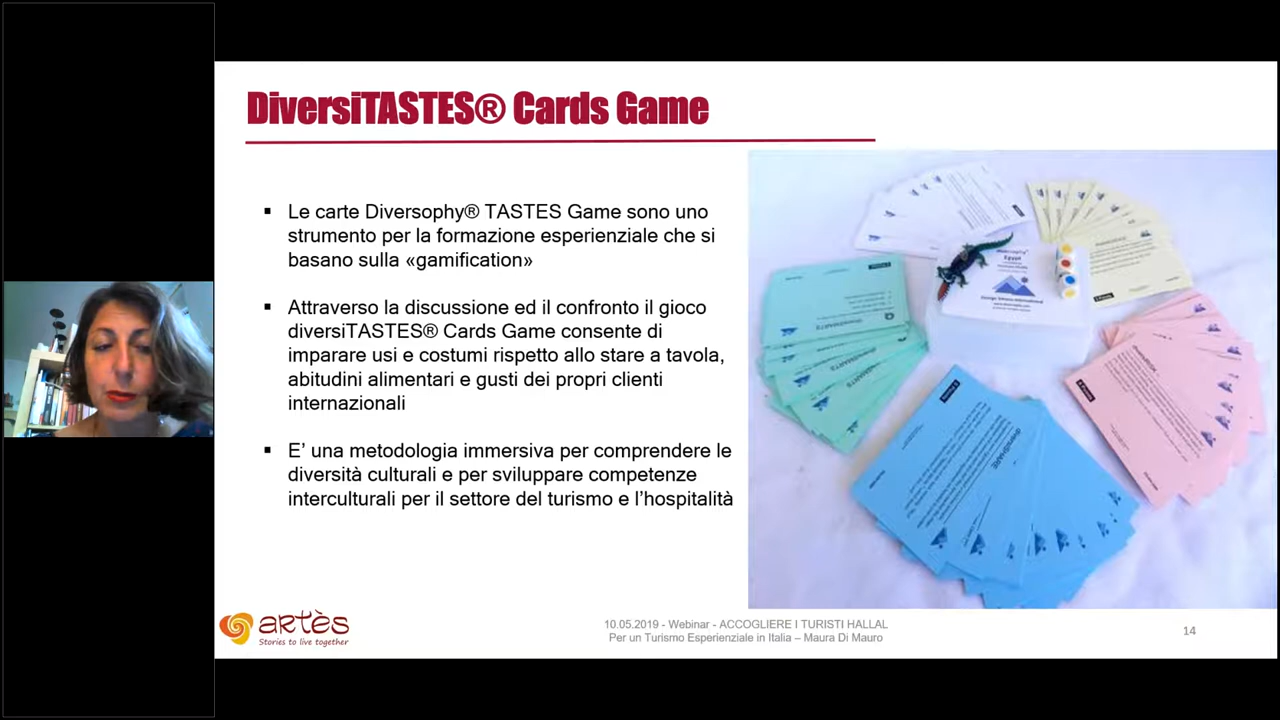 DiversiTASTES® Cards Game
▪ Le carte Diversophy® TASTES Game sono uno
strumento per la formazione esperienziale che si
basano sulla «gamification»
▪ Attraverso la discussione ed il confronto il gioco
diversiTASTES® Cards Game consente di
imparare usi e costumi rispetto allo stare a tavola,
abitudini alimentari e gusti dei propri clienti
internazionali
▪ E’ una metodologia immersiva per comprendere le
diversità culturali e per sviluppare competenze
interculturali per il settore del turismo e l’hospitalità
Egypt
diversiSMARTS
diversiSHARE
artès
Stories to live together
10.05.2019 - Webinar - ACCOGLIERE I TURISTI HALLAL
Per un Turismo Esperienziale in Italia – Maura Di Mauro
14